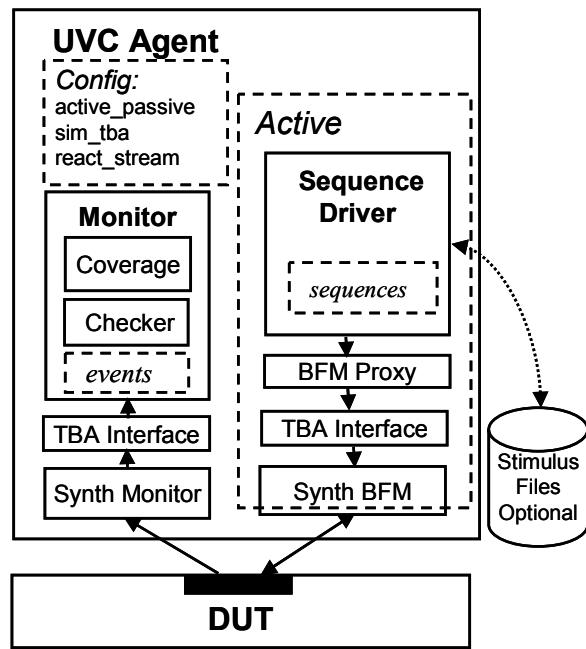 UVC Agent
Config:
active_passive
sim_tba
react_stream
Monitor
Coverage
Checker
events
TBA Interface
Synth Monitor
Active
Sequence
Driver
sequences
BFM Proxy
TBA Interface
Synth BFM
Stimulus
Files
Optional
DUT